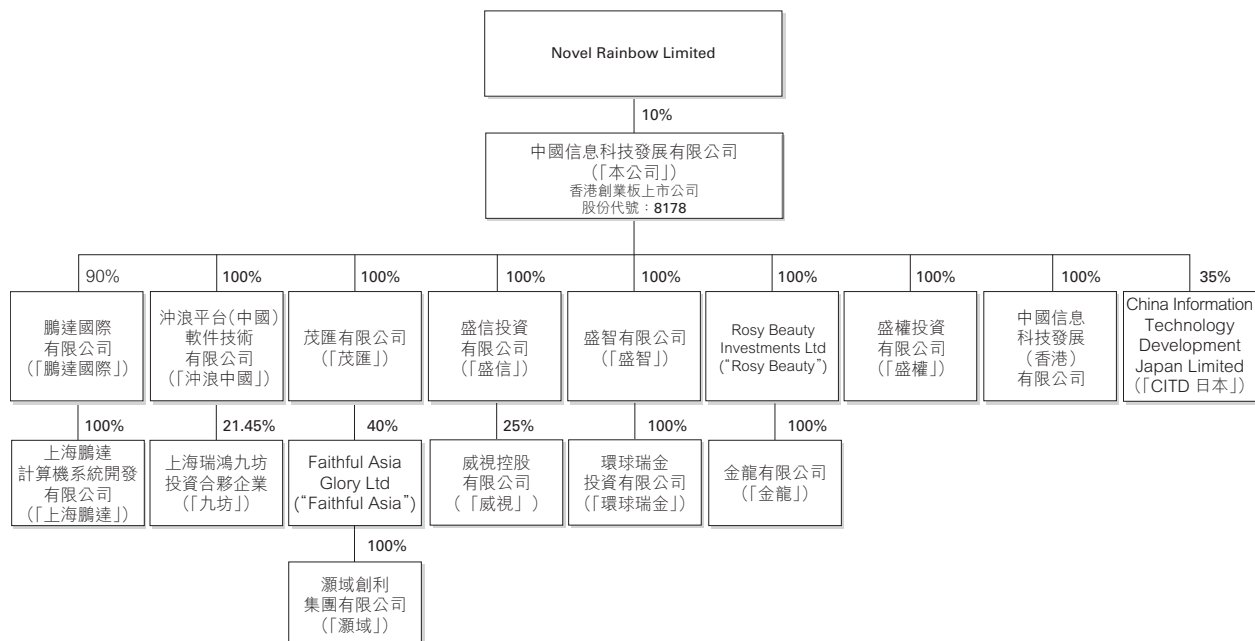 Novel Rainbow Limited
10%
中國信息科技發展有限公司
(「本公司」)
香港創業板上市公司
股份代號：8178
90%
鵬達國際
有限公司
(「鵬達國際」)
100%
沖浪平台(中國)
軟件技術
有限公司
(「沖浪中國」)
100%
茂匯有限公司
(「茂匯」)
100%
盛信投資
有限公司
(「盛信」)
100%
盛智有限公司
(「盛智」)
100%
Rosy Beauty
Investments Ltd
("Rosy Beauty")
100%
盛權投資
有限公司
(「盛權」)
100%
中國信息
科技發展
(香港)
有限公司
35%
China Information
Technology
Development
Japan Limited
(「CITD 日本」)
100%
上海鵬達
計算機系統開發
有限公司
(「上海鵬達」)
21.45%
上海瑞鴻九坊
投資合夥企業
(「九坊」)
40%
Faithful Asia
Glory Ltd
("Faithful Asia")
25%
威視控股
有限公司
(「威視」)
100%
環球瑞金
投資有限公司
(「環球瑞金」)
100%
金龍有限公司
(「金龍」)
100%
灝域創利
集團有限公司
(「灝域」)